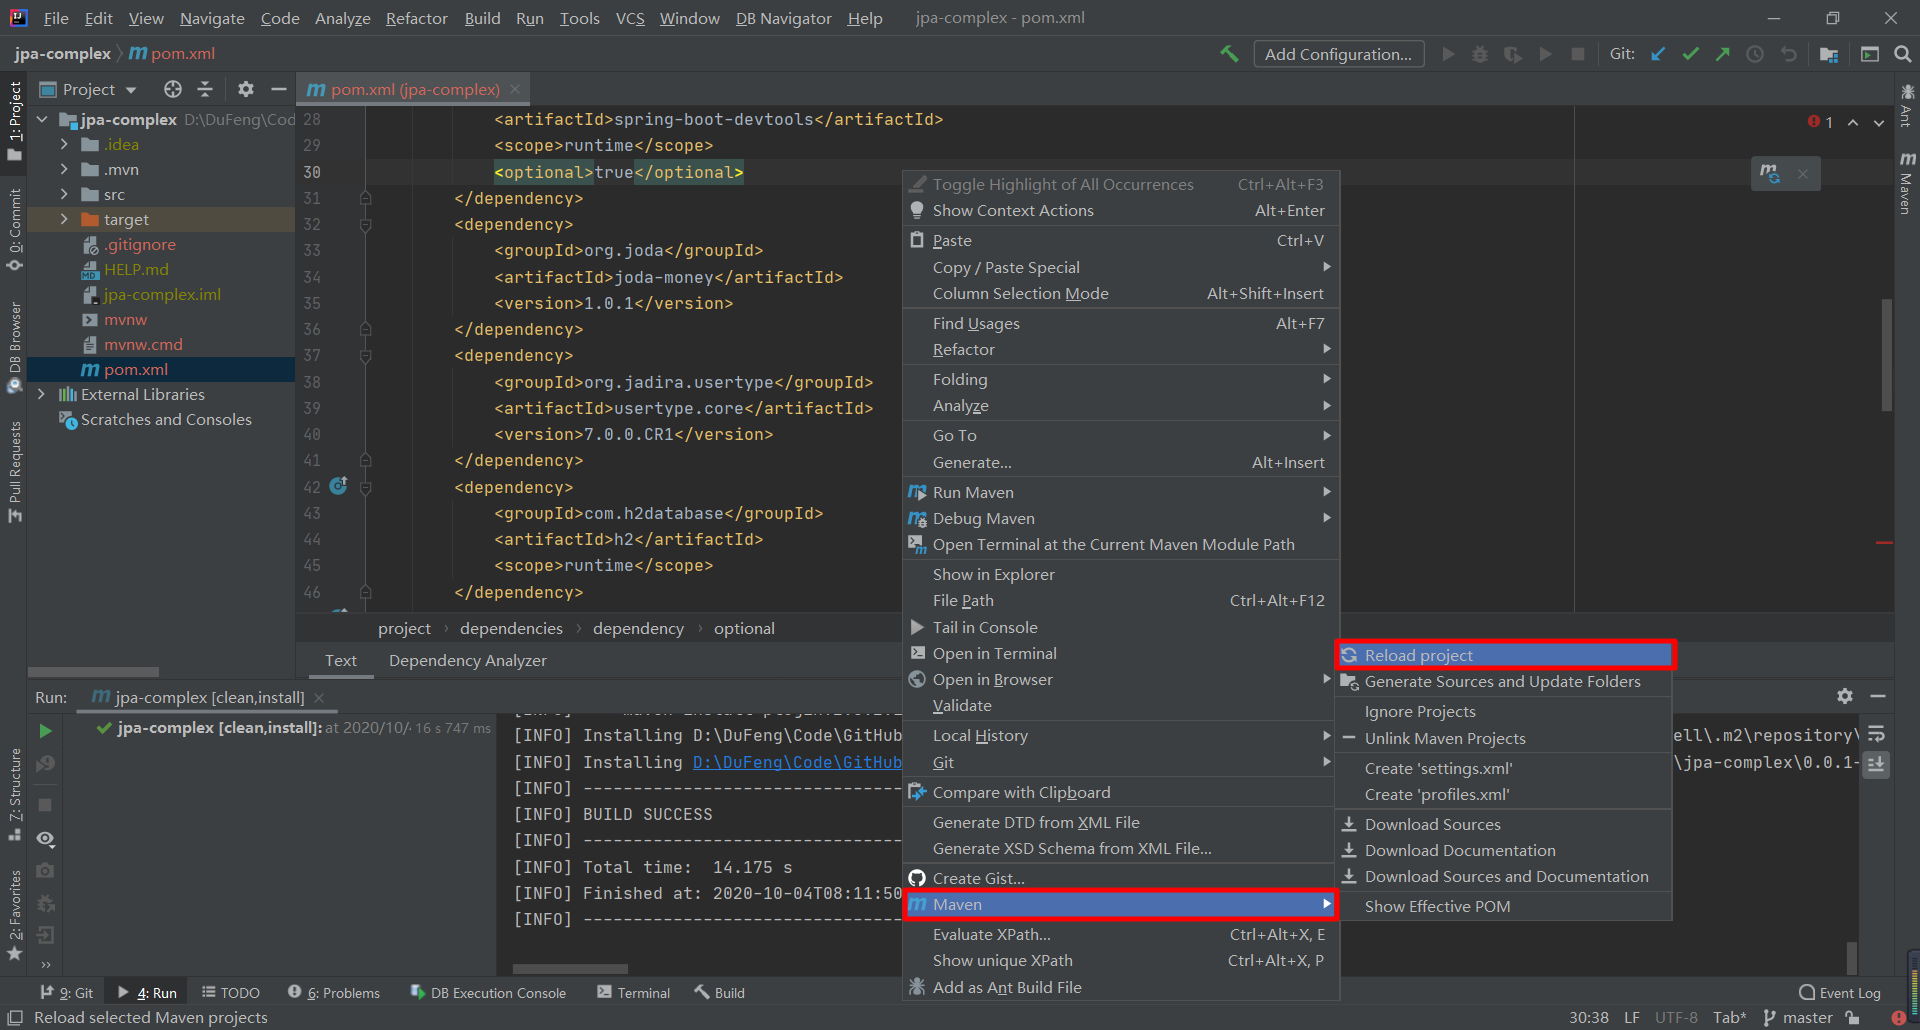 File Edit View Navigate Code Analyze Refactor Build Run Tools VCS Window DB Navigator Help jpa-complex - pom.xml
jpa-complex m pom.xml
Add Configuration...
Git:
Project
m pom.xml (jpa-complex)
1: Project
0: Commit
DB Browser
Pull Requests
7: Structure
2: Favorites
Ant
m Maven
jpa-complex D:\DuFeng\Cod
.idea
.mvn
src
target
.gitignore
HELP.md
jpa-complex.iml
mvnw
mvnw.cmd
pom.xml
External Libraries
Scratches and Consoles
28 <artifactId>spring-boot-devtools</artifactId>
29 <scope>runtime</scope>
30 <optional>true</optional>
31 </dependency>
32 <dependency>
33 <groupId>org.joda</groupId>
34 <artifactId>joda-money</artifactId>
35 <version>1.0.1</version>
36 </dependency>
37 <dependency>
38 <groupId>org.jadira.usertype</groupId>
39 <artifactId>usertype.core</artifactId>
40 <version>7.0.0.CR1</version>
41 </dependency>
42 <dependency>
43 <groupId>com.h2database</groupId>
44 <artifactId>h2</artifactId>
45 <scope>runtime</scope>
46 </dependency>
1
project › dependencies › dependency › optional
Text Dependency Analyzer
Toggle Highlight of All Occurrences Ctrl+Alt+F3
Show Context Actions Alt+Enter
Paste Ctrl+V
Copy / Paste Special
Column Selection Mode Alt+Shift+Insert
Find Usages Alt+F7
Refactor
Folding
Analyze
Go To
Generate... Alt+Insert
Run Maven
Debug Maven
Open Terminal at the Current Maven Module Path
Show in Explorer
File Path Ctrl+Alt+F12
Tail in Console
Open in Terminal
Open in Browser
Validate
Local History
Git
Compare with Clipboard
Generate DTD from XML File
Generate XSD Schema from XML File...
Create Gist...
Maven
Evaluate XPath... Ctrl+Alt+X, E
Show unique XPath Ctrl+Alt+X, P
Add as Ant Build File
Reload project
Generate Sources and Update Folders
Ignore Projects
Unlink Maven Projects
Create 'settings.xml'
Create 'profiles.xml'
Download Sources
Download Documentation
Download Sources and Documentation
Show Effective POM
Run: m jpa-complex [clean,install]
jpa-complex [clean,install]: at 2020/10/ 16 s 747 ms
[INFO] Installing D:\DuFeng\Code\GitHub
ell\.m2\repository\
[INFO] Installing D:\DuFeng\Code\GitHub
\jpa-complex\0.0.1-
[INFO] --------------------------------
[INFO] BUILD SUCCESS
[INFO] --------------------------------
[INFO] Total time:  14.175 s
[INFO] Finished at: 2020-10-04T08:11:50
[INFO] --------------------------------
9: Git 4: Run TODO 6: Problems DB Execution Console Terminal Build Event Log
Reload selected Maven projects 30:38 LF UTF-8 Tab* master